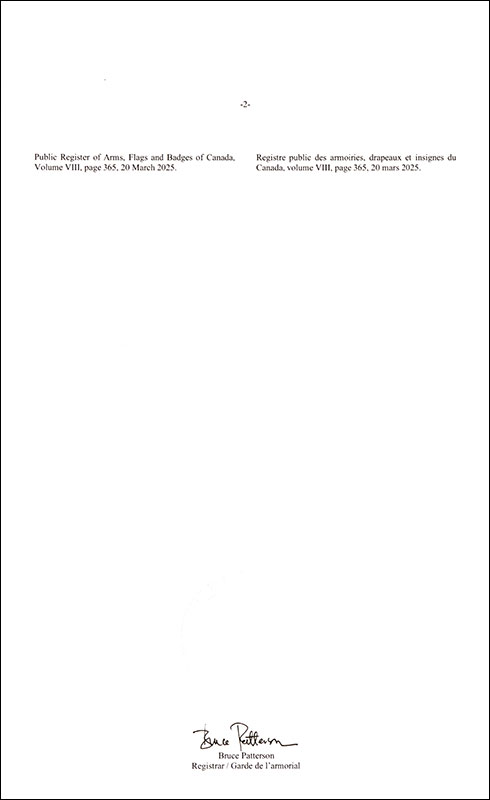 -2-
Public Register of Arms, Flags and Badges of Canada,
Volume VIII, page 365, 20 March 2025.
Registre public des armoiries, drapeaux et insignes du
Canada, volume VIII, page 365, 20 mars 2025.
Bruce Patterson
Bruce Patterson
Registrar / Garde de l'armorial